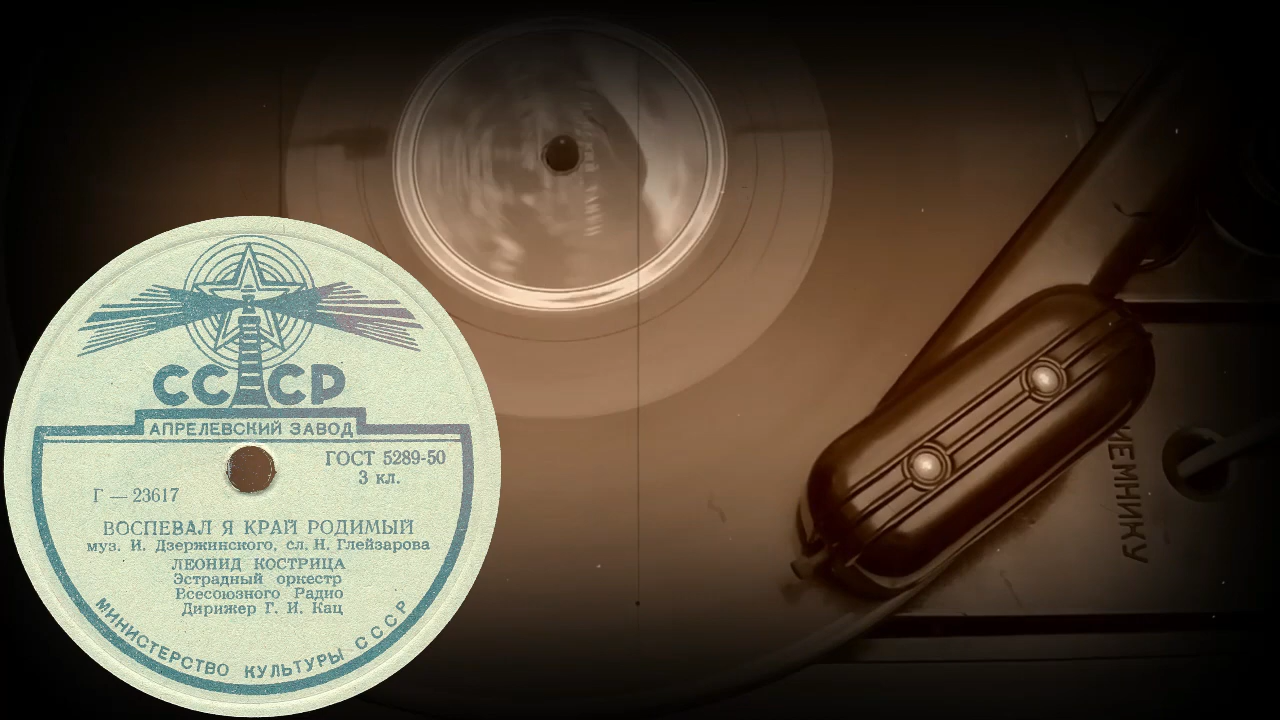 СССР
АПРЕЛЕВСКИЙ ЗАВОД
ГОСТ 5289-50
3 кл.
Г — 23617
ВОСПЕВАЛ Я КРАЙ РОДИМЫЙ
муз. И. Дзержинского, сл. Н. Глейзарова
ЛЕОНИД КОСТРИЦА
Эстрадный оркестр
Всесоюзного Радио
Дирижер Г. И. Кац
МИНИСТЕРСТВО КУЛЬТУРЫ СССР